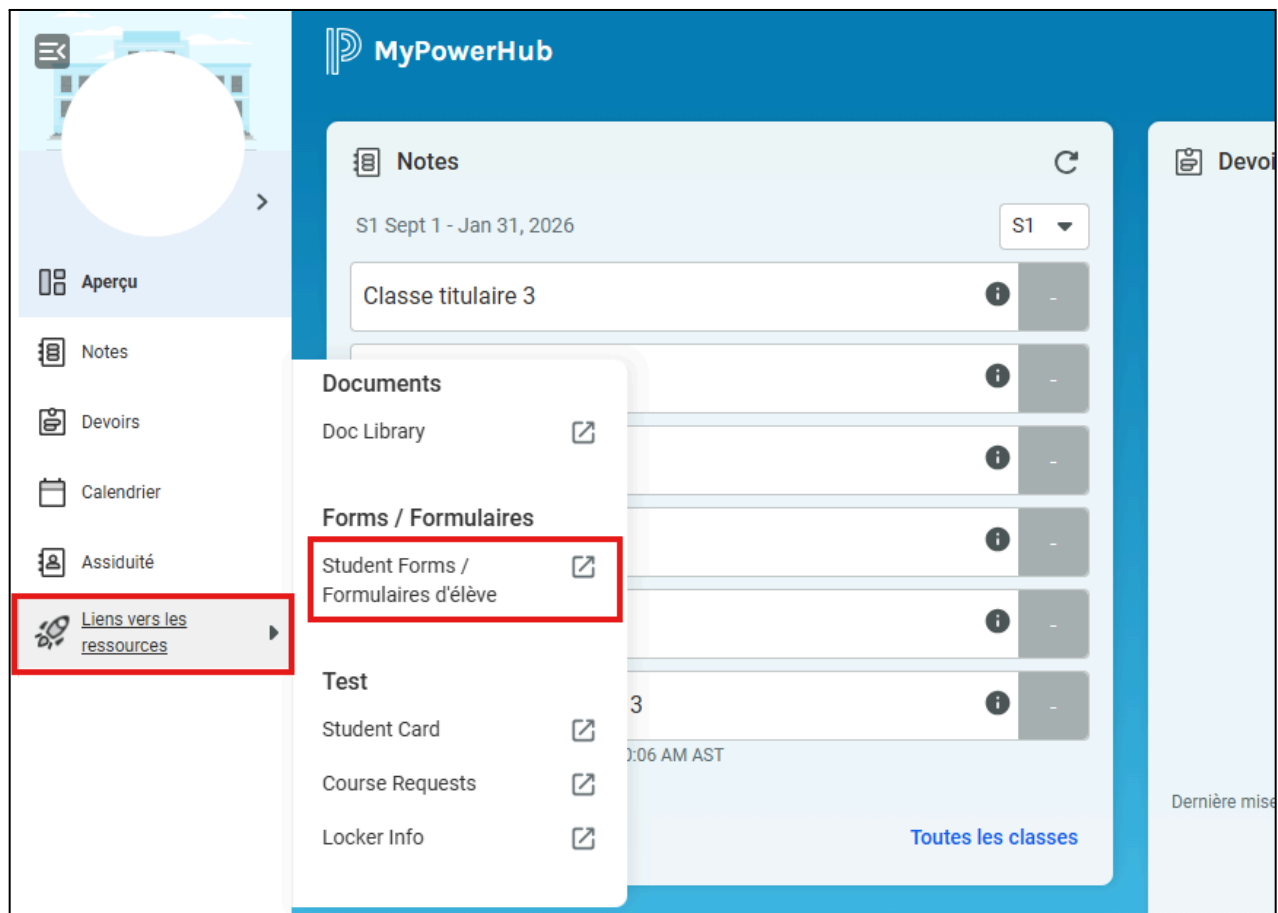 MyPowerHub
Aperçu
Notes
Devoirs
Calendrier
Assiduité
Liens vers les
ressources
Documents
Doc Library
Forms / Formulaires
Student Forms /
Formulaires d'élève
Test
Student Card
Course Requests
Locker Info
Notes
S1 Sept 1 - Jan 31, 2026
S1
Classe titulaire 3
-
-
-
-
-
3
-
:06 AM AST
Toutes les classes
Devoi
Dernière mise